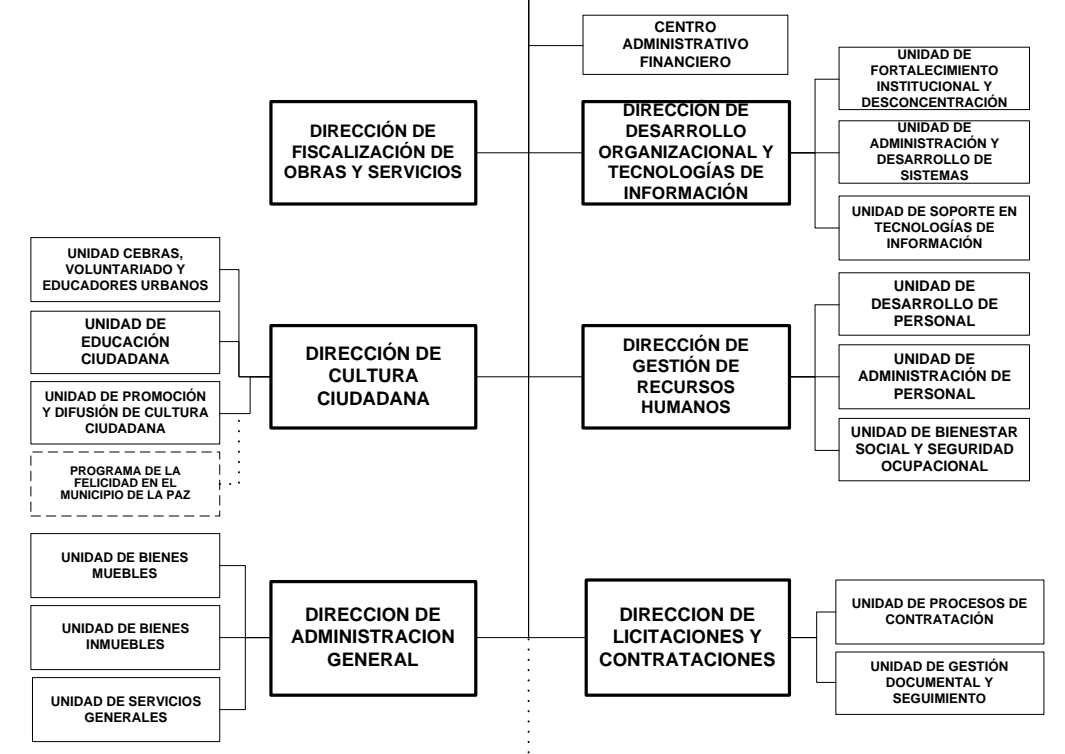 CENTRO
ADMINISTRATIVO
FINANCIERO
DIRECCIÓN DE
FISCALIZACIÓN DE
OBRAS Y SERVICIOS
DIRECCIÓN DE
DESARROLLO
ORGANIZACIONAL Y
TECNOLOGÍAS DE
INFORMACIÓN
UNIDAD DE
FORTALECIMIENTO
INSTITUCIONAL Y
DESCONCENTRACIÓN
UNIDAD DE
ADMINISTRACIÓN Y
DESARROLLO DE
SISTEMAS
UNIDAD DE SOPORTE EN
TECNOLOGÍAS DE
INFORMACIÓN
UNIDAD CEBRAS,
VOLUNTARIADO Y
EDUCADORES URBANOS
UNIDAD DE
EDUCACIÓN
CIUDADANA
UNIDAD DE PROMOCIÓN
Y DIFUSIÓN DE CULTURA
CIUDADANA
PROGRAMA DE LA
FELICIDAD EN EL
MUNICIPIO DE LA PAZ
DIRECCIÓN DE
CULTURA
CIUDADANA
DIRECCIÓN DE
GESTIÓN DE
RECURSOS
HUMANOS
UNIDAD DE
DESARROLLO DE
PERSONAL
UNIDAD DE
ADMINISTRACIÓN DE
PERSONAL
UNIDAD DE BIENESTAR
SOCIAL Y SEGURIDAD
OCUPACIONAL
UNIDAD DE BIENES
MUEBLES
UNIDAD DE BIENES
INMUEBLES
UNIDAD DE SERVICIOS
GENERALES
DIRECCION DE
ADMINISTRACION
GENERAL
DIRECCION DE
LICITACIONES Y
CONTRATACIONES
UNIDAD DE PROCESOS DE
CONTRATACIÓN
UNIDAD DE GESTIÓN
DOCUMENTAL Y
SEGUIMIENTO